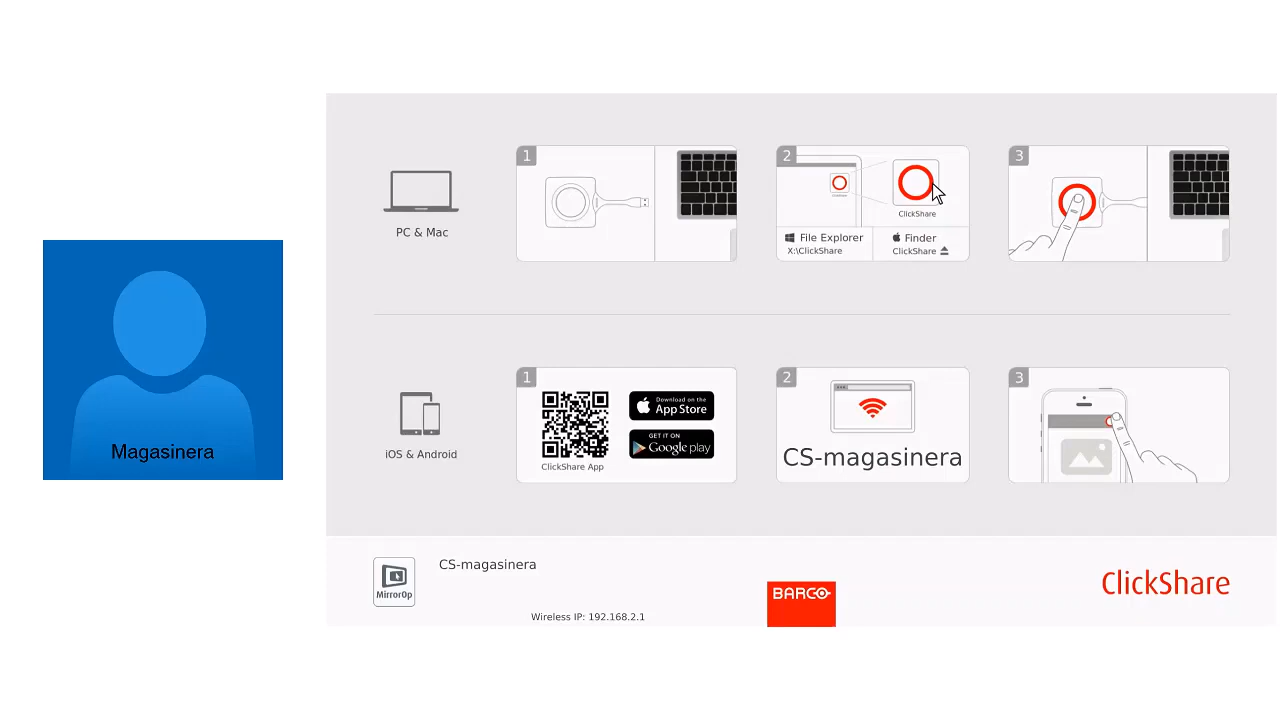 Magasinera
PC & Mac
1
2
ClickShare
File Explorer
X:\ClickShare
Finder
ClickShare
3
iOS & Android
1
ClickShare App
Download on the
App Store
GET IT ON
Google play
2
CS-magasinera
3
MirrorOp
CS-magasinera
Wireless IP: 192.168.2.1
BARCO
ClickShare